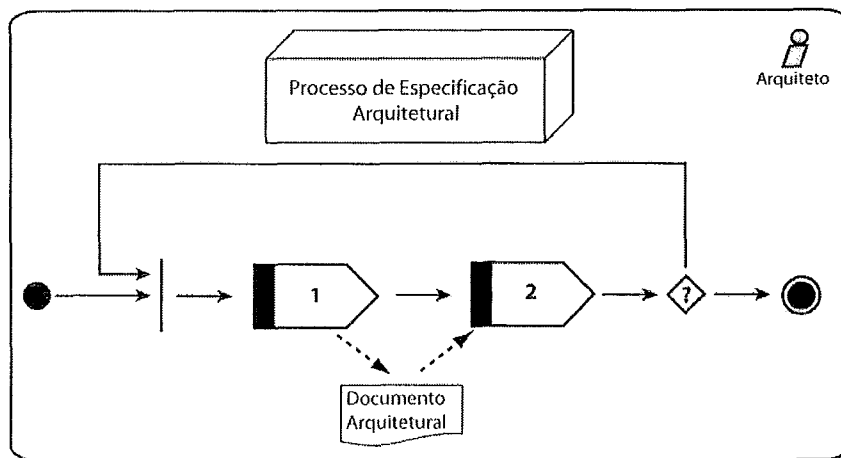 Processo de Especificação
Arquitetural
Arquiteto
1
2
?
Documento
Arquitetural